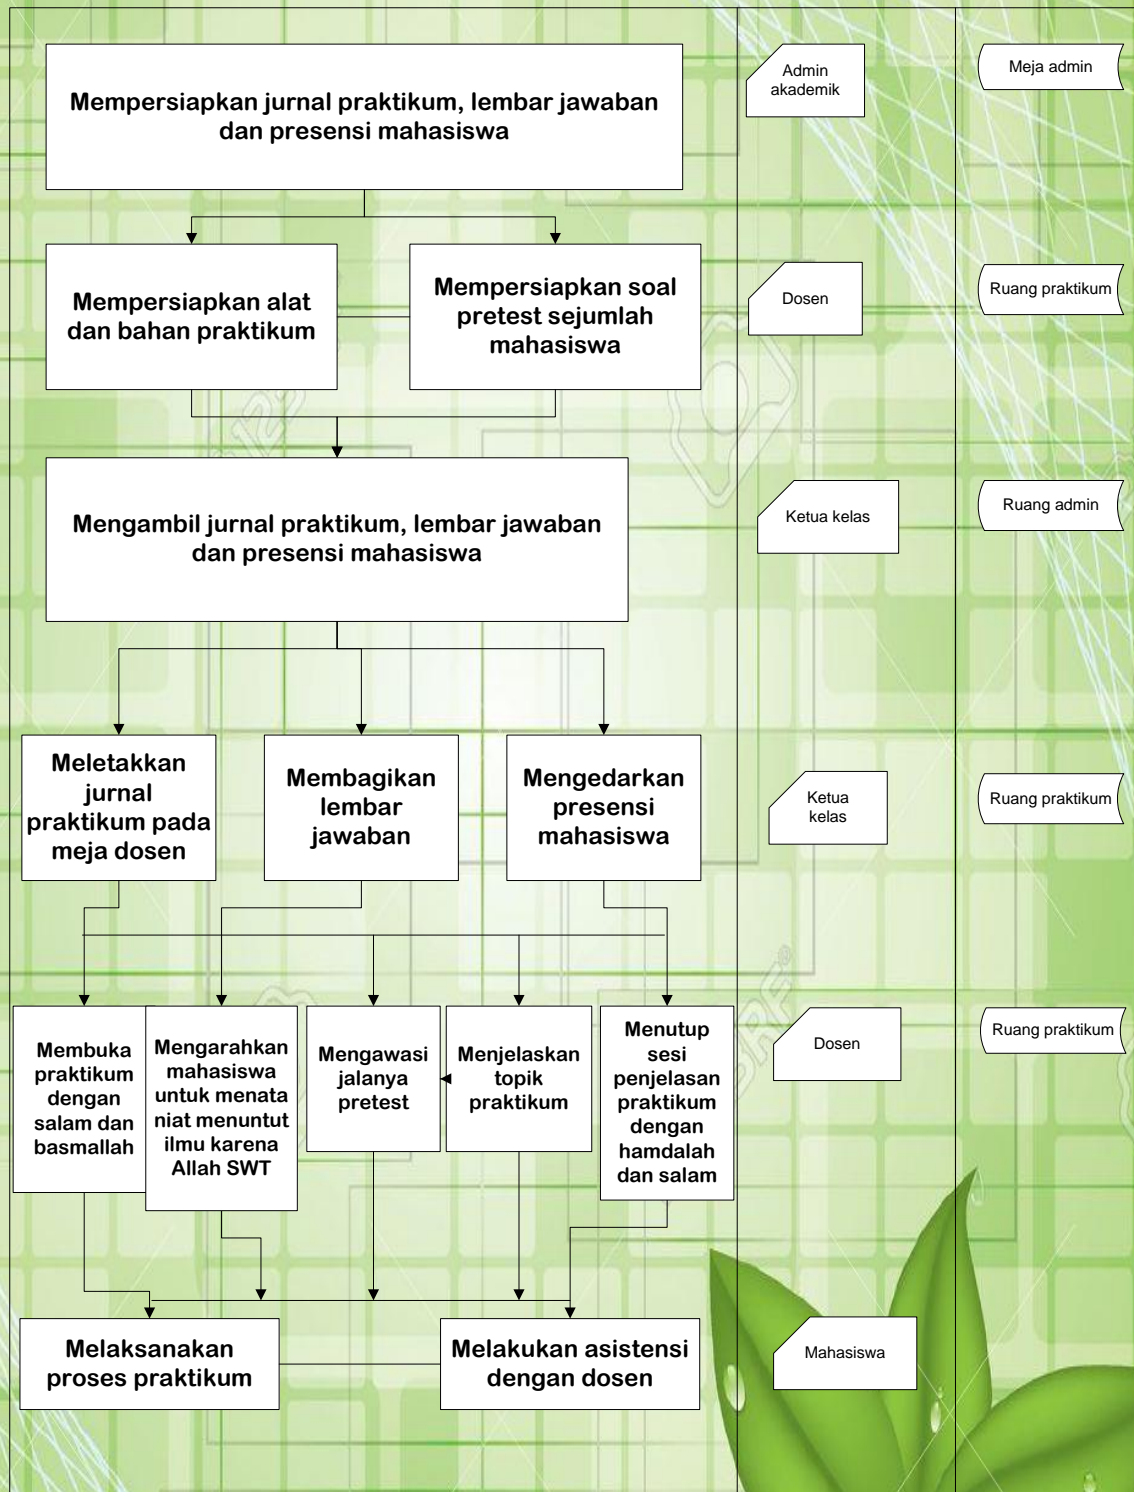 Mempersiapkan jurnal praktikum, lembar jawaban
dan presensi mahasiswa
Admin
akademik
Meja admin
Mempersiapkan alat
dan bahan praktikum
Mempersiapkan soal
pretest sejumlah
mahasiswa
Dosen
Ruang praktikum
Mengambil jurnal praktikum, lembar jawaban
dan presensi mahasiswa
Ketua kelas
Ruang admin
Meletakkan
jurnal
praktikum pada
meja dosen
Membagikan
lembar
jawaban
Mengedarkan
presensi
mahasiswa
Ketua
kelas
Ruang praktikum
Membuka
praktikum
dengan
salam dan
basmallah
Mengarahkan
mahasiswa
untuk menata
niat menuntut
ilmu karena
Allah SWT
Mengawasi
jalanya
pretest
Menjelaskan
topik
praktikum
Menutup
sesi
penjelasan
praktikum
dengan
hamdalah
dan salam
Dosen
Ruang praktikum
Melaksanakan
proses praktikum
Melakukan asistensi
dengan dosen
Mahasiswa